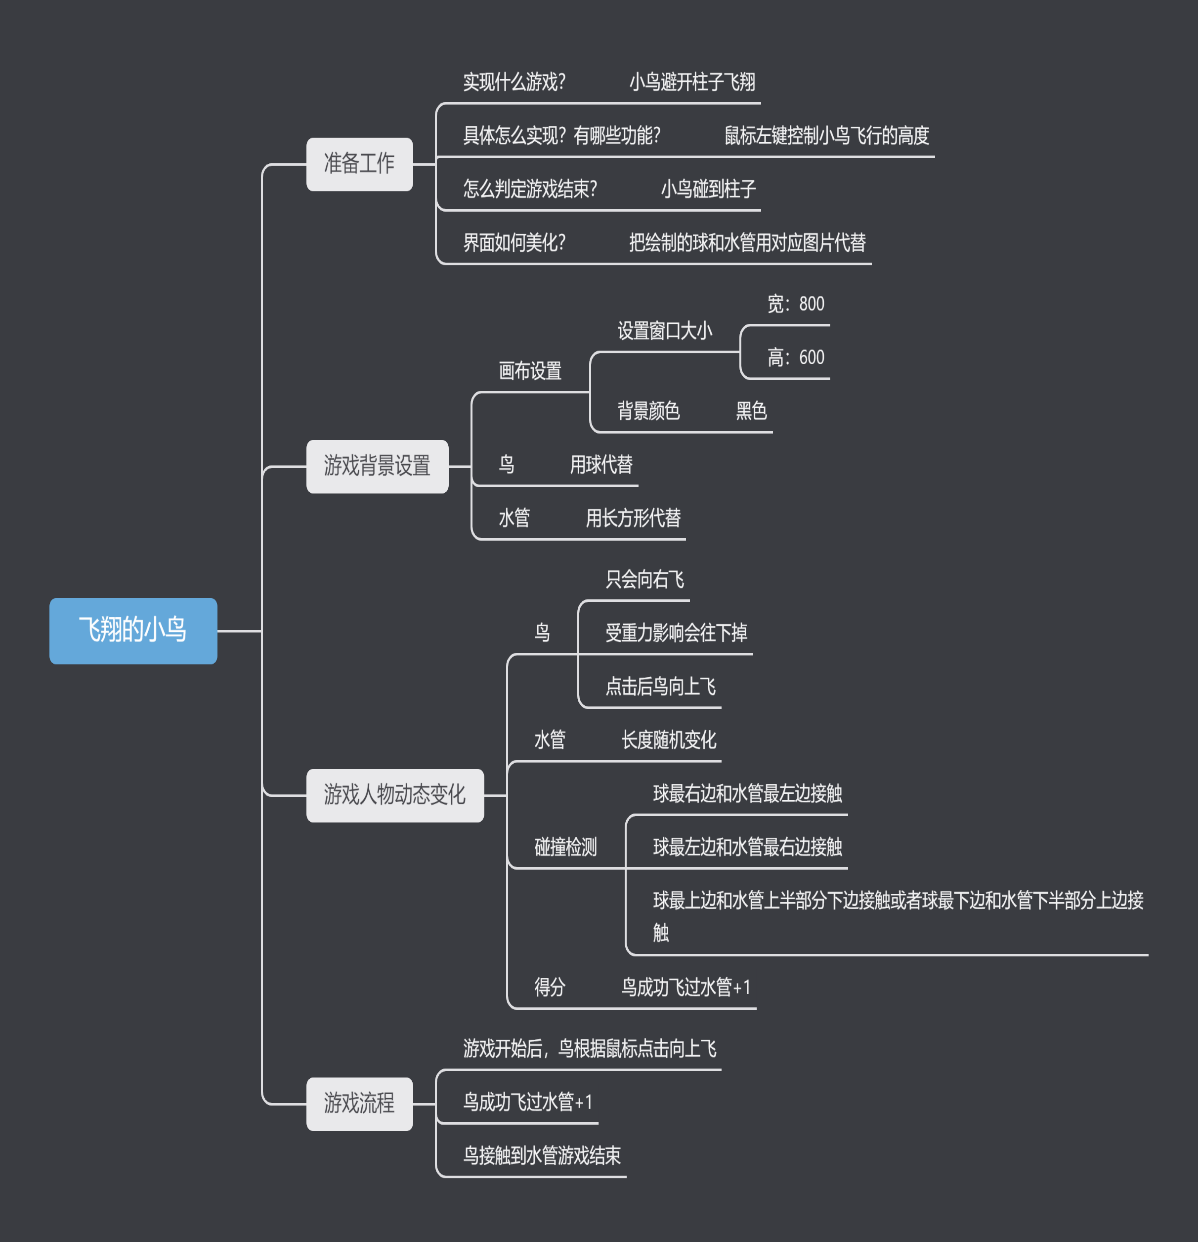 飞翔的小鸟
准备工作
实现什么游戏？ 小鸟避开柱子飞翔
具体怎么实现？有哪些功能？ 鼠标左键控制小鸟飞行的高度
怎么判定游戏结束？ 小鸟碰到柱子
界面如何美化？ 把绘制的球和水管用对应图片代替
游戏背景设置
画布设置
设置窗口大小
宽：800
高：600
背景颜色 黑色
鸟 用球代替
水管 用长方形代替
游戏人物动态变化
鸟
只会向右飞
受重力影响会往下掉
点击后鸟向上飞
水管 长度随机变化
碰撞检测
球最右边和水管最左边接触
球最左边和水管最右边接触
球最上边和水管上半部分下边接触或者球最下边和水管下半部分上边接
触
得分 鸟成功飞过水管+1
游戏流程
游戏开始后，鸟根据鼠标点击向上飞
鸟成功飞过水管+1
鸟接触到水管游戏结束